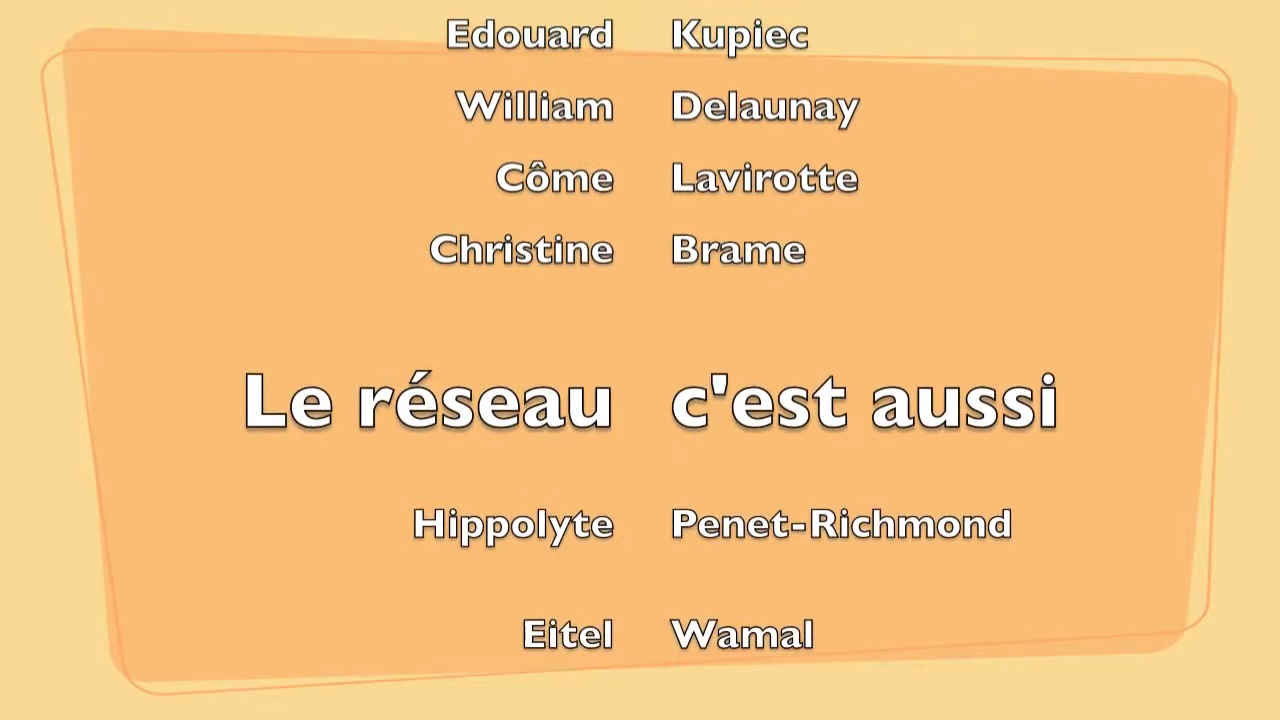 Edouard Kupiec
William Delaunay
Côme Lavirotte
Christine Brame
Le réseau c'est aussi
Hippolyte Penet-Richmond
Eitel Wamal